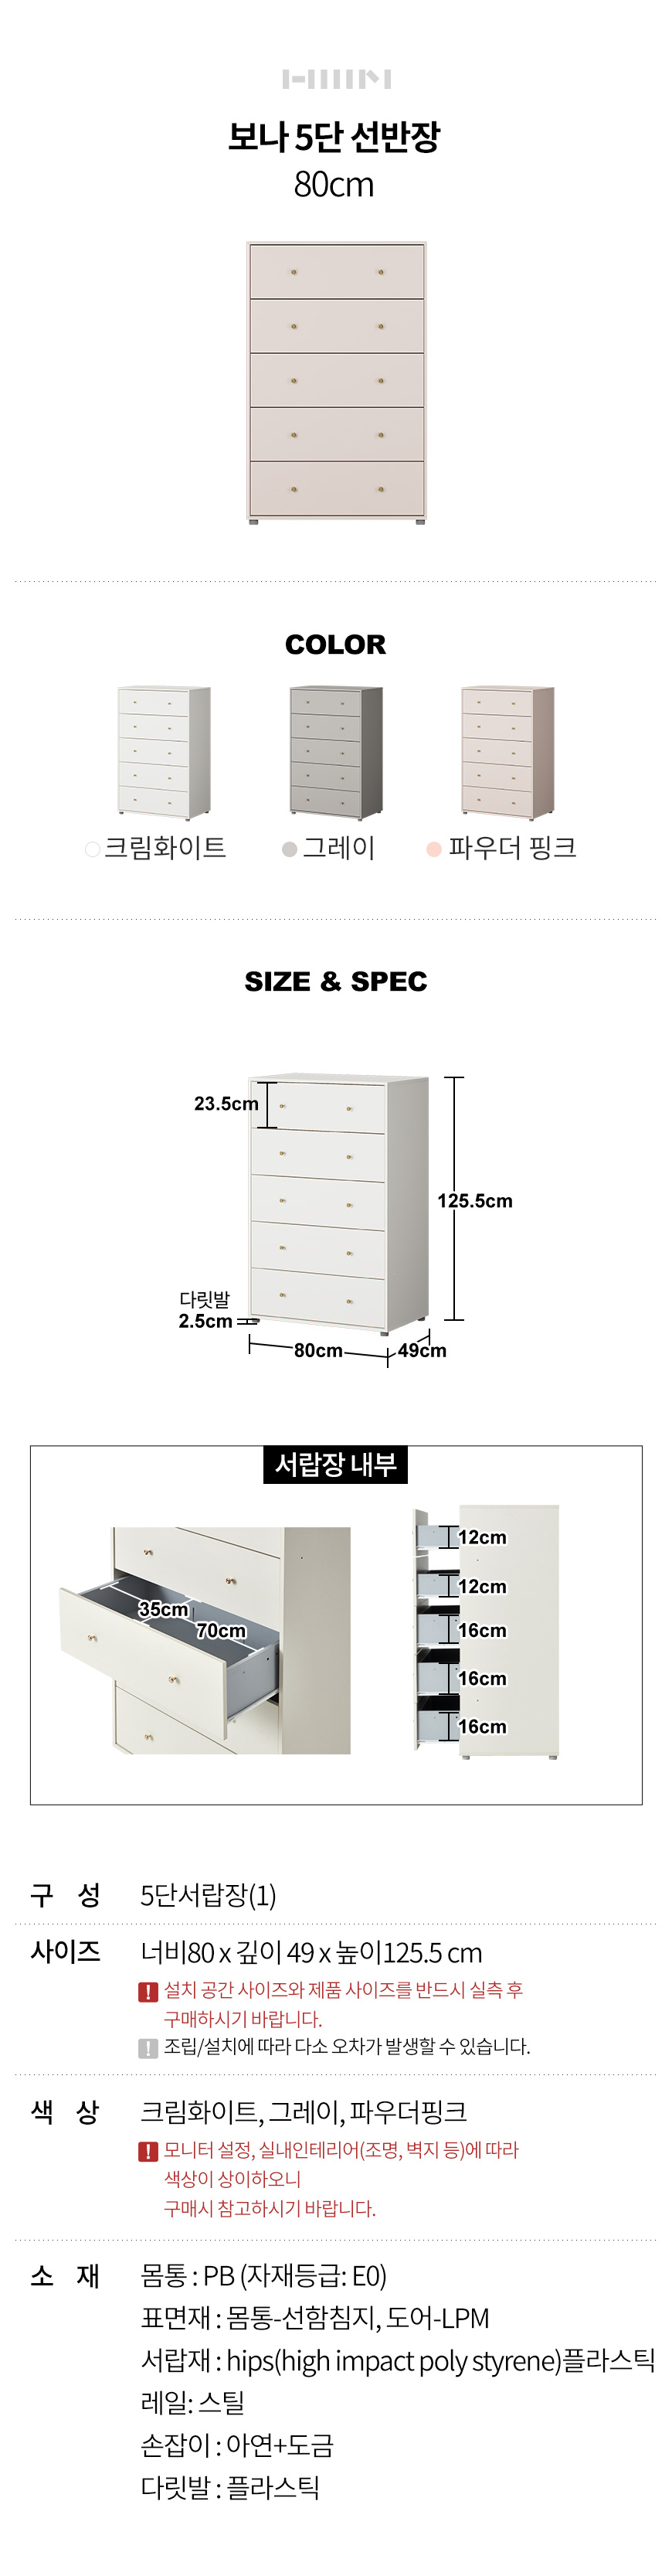 보나 5단 선반장
80cm
COLOR
크림화이트
그레이
파우더 핑크
SIZE & SPEC
23.5cm
125.5cm
다릿발
2.5cm
80cm
49cm
서랍장 내부
35cm
70cm
12cm
12cm
16cm
16cm
16cm
구 성 5단서랍장(1)
사이즈 너비80 x 깊이 49 x 높이125.5 cm
! 설치 공간 사이즈와 제품 사이즈를 반드시 실측 후
구매하시기 바랍니다.
! 조립/설치에 따라 다소 오차가 발생할 수 있습니다.
색 상 크림화이트, 그레이, 파우더핑크
! 모니터 설정, 실내인테리어(조명, 벽지 등)에 따라
색상이 상이하오니
구매시 참고하시기 바랍니다.
소 재 몸통 : PB (자재등급: E0)
표면재 : 몸통-선함침지, 도어-LPM
서랍재 : hips(high impact poly styrene)플라스틱
레일: 스틸
손잡이 : 아연+도금
다릿발 : 플라스틱